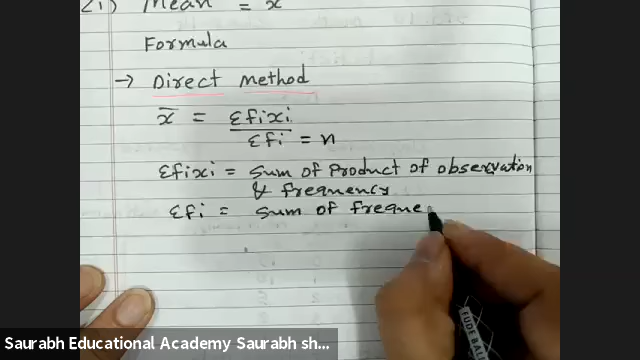 (i) Mean = x
Formula
→ Direct Method
x̄ = Σfixi
Σfi = n
Σfixi = sum of Product of observation
& frequency
Σfi = sum of freque
Saurabh Educational Academy Saurabh sh...